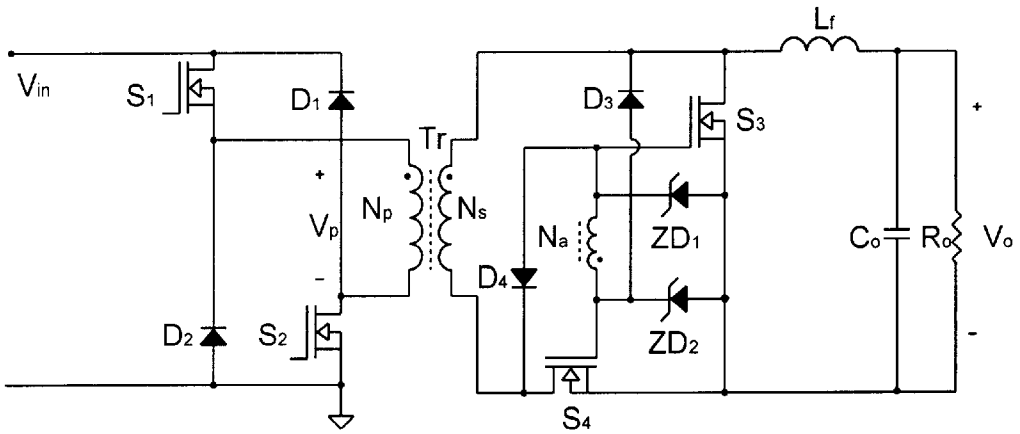 Lf
Vin
S1
D1
D3
S3
+
Tr
+
Np
Ns
Vp
Na
ZD1
Co
Ro
Vo
D4
-
D2
S2
ZD2
-
S4